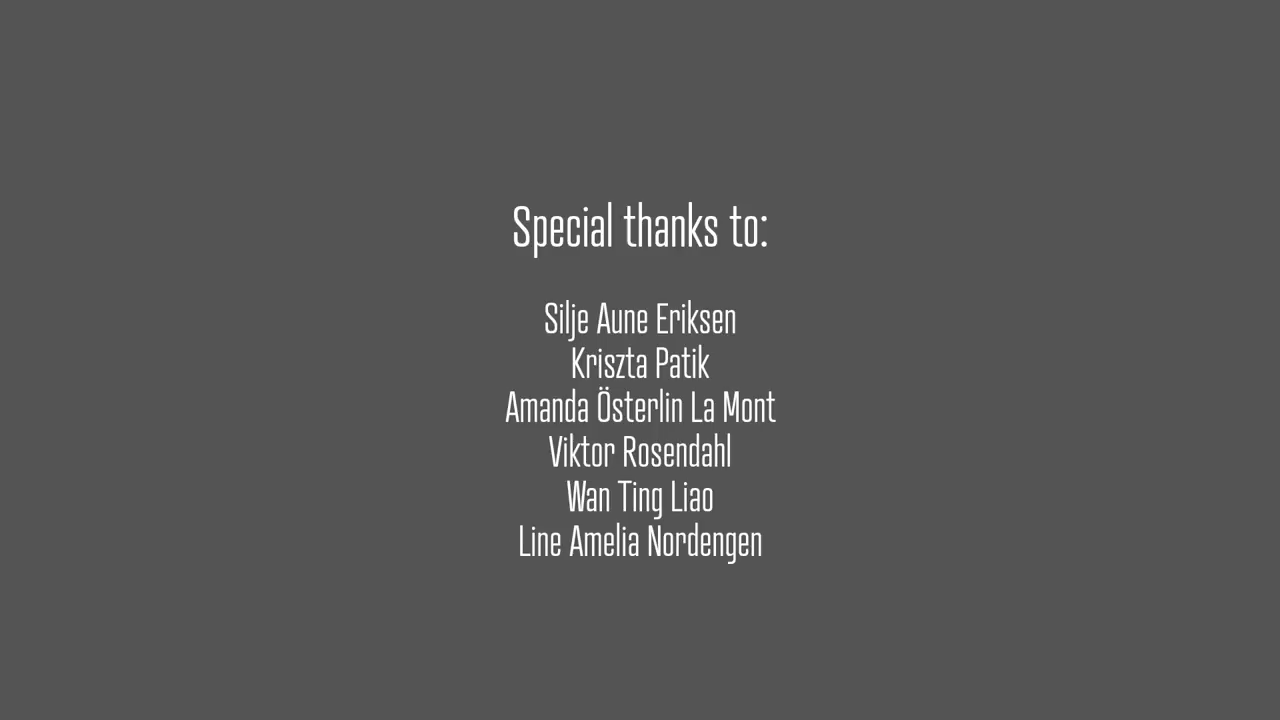 Special thanks to:
Silje Aune Eriksen
Kriszta Patik
Amanda Österlin La Mont
Viktor Rosendahl
Wan Ting Liao
Line Amelia Nordengen